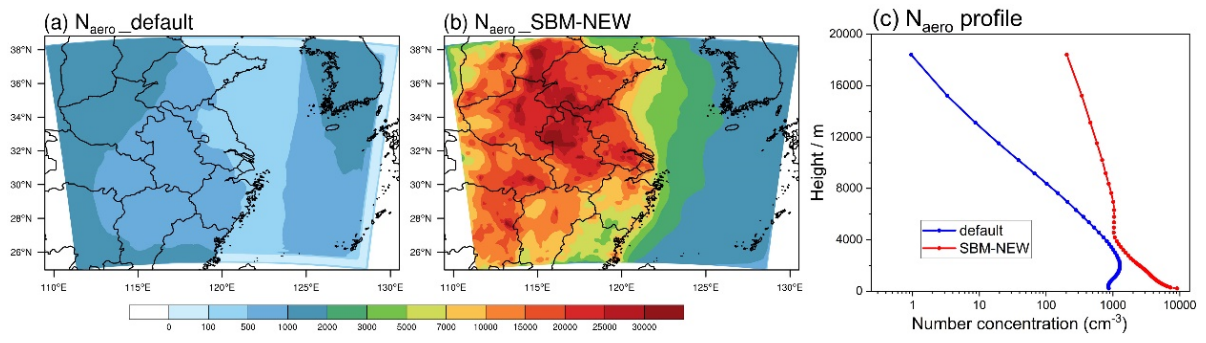 (a) N_aero__default
(b) N_aero_SBM-NEW
(c) N_aero profile
38°N
36°N
34°N
32°N
30°N
28°N
26°N
110°E 115°E 120°E 125°E 130°E
38°N
36°N
34°N
32°N
30°N
28°N
26°N
110°E 115°E 120°E 125°E 130°E
0 100 500 1000 2000 3000 5000 7000 10000 15000 20000 25000 30000
20000
16000
12000
8000
4000
0
Height / m
default
SBM-NEW
1 10 100 1000 10000
Number concentration (cm⁻³)